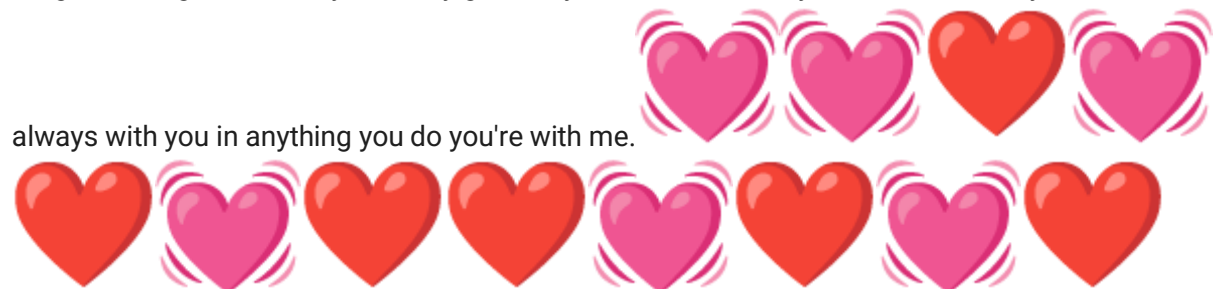 always with you in anything you do you're with me. 💓💓❤️💓
❤️💓❤️❤️💓❤️💓❤️